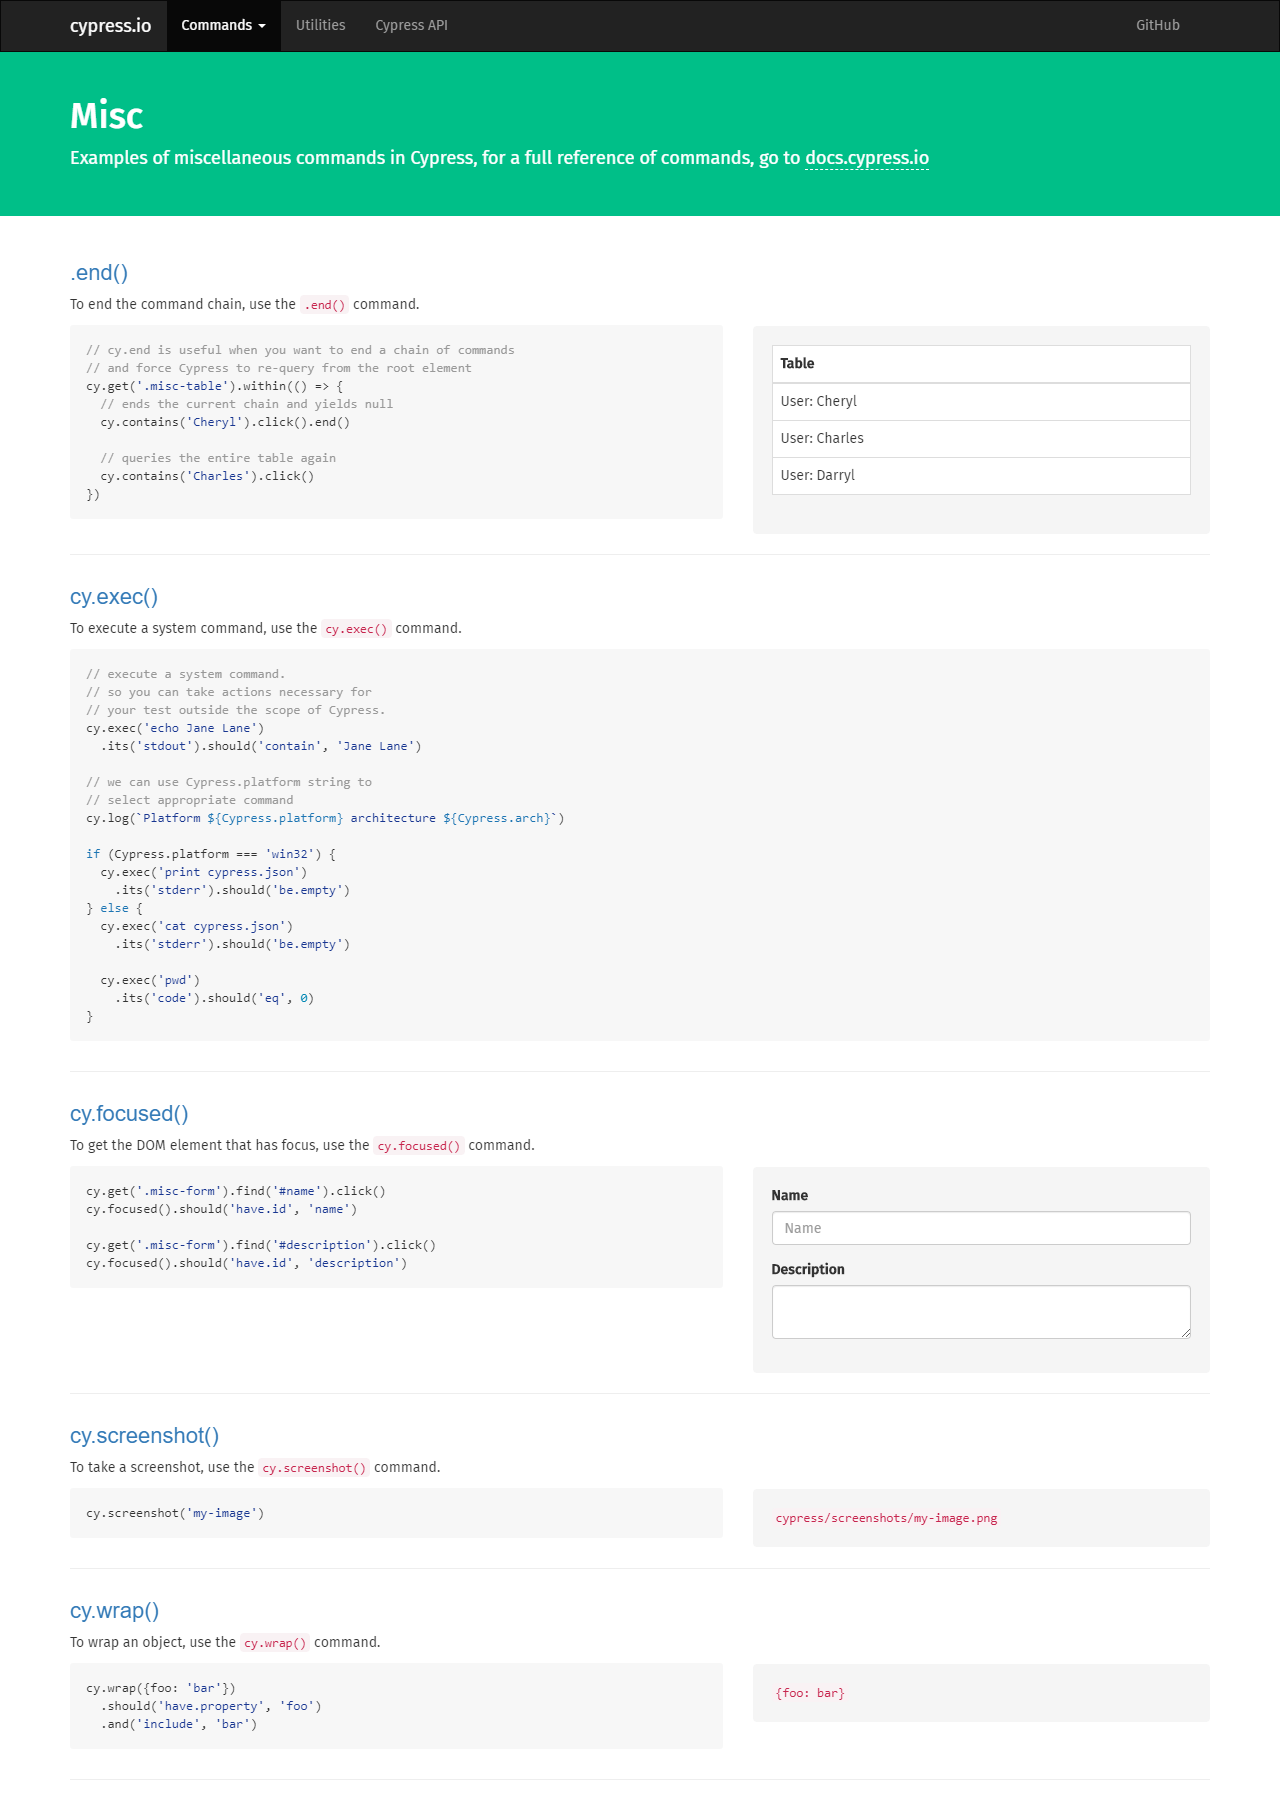 cypress.io Commands Utilities Cypress API GitHub
Misc
Examples of miscellaneous commands in Cypress, for a full reference of commands, go to docs.cypress.io
.end()
To end the command chain, use the .end() command.
// cy.end is useful when you want to end a chain of commands
// and force Cypress to re-query from the root element
cy.get('.misc-table').within(() => {
  // ends the current chain and yields null
  cy.contains('Cheryl').click().end()

  // queries the entire table again
  cy.contains('Charles').click()
})
Table
User: Cheryl
User: Charles
User: Darryl
cy.exec()
To execute a system command, use the cy.exec() command.
// execute a system command.
// so you can take actions necessary for
// your test outside the scope of Cypress.
cy.exec('echo Jane Lane')
  .its('stdout').should('contain', 'Jane Lane')

// we can use Cypress.platform string to
// select appropriate command
cy.log(`Platform ${Cypress.platform} architecture ${Cypress.arch}`)

if (Cypress.platform === 'win32') {
  cy.exec('print cypress.json')
    .its('stderr').should('be.empty')
} else {
  cy.exec('cat cypress.json')
    .its('stderr').should('be.empty')

  cy.exec('pwd')
    .its('code').should('eq', 0)
}
cy.focused()
To get the DOM element that has focus, use the cy.focused() command.
cy.get('.misc-form').find('#name').click()
cy.focused().should('have.id', 'name')

cy.get('.misc-form').find('#description').click()
cy.focused().should('have.id', 'description')
Name
Name
Description
cy.screenshot()
To take a screenshot, use the cy.screenshot() command.
cy.screenshot('my-image')
cypress/screenshots/my-image.png
cy.wrap()
To wrap an object, use the cy.wrap() command.
cy.wrap({foo: 'bar'})
  .should('have.property', 'foo')
  .and('include', 'bar')
{foo: bar}